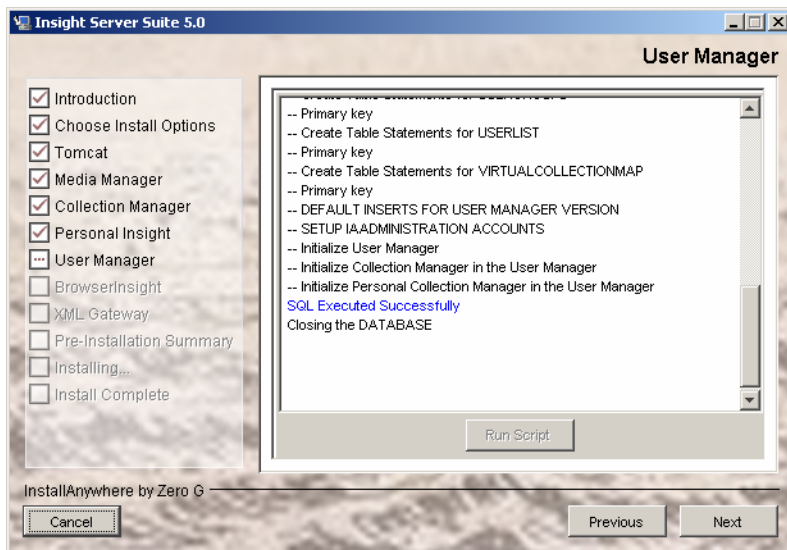 Insight Server Suite 5.0
User Manager
Introduction
Choose Install Options
Tomcat
Media Manager
Collection Manager
Personal Insight
User Manager
BrowserInsight
XML Gateway
Pre-Installation Summary
Installing...
Install Complete
-- Primary key
-- Create Table Statements for USERLIST
-- Primary key
-- Create Table Statements for VIRTUALCOLLECTIONMAP
-- Primary key
-- DEFAULT INSERTS FOR USER MANAGER VERSION
-- SETUP IAADMINISTRATION ACCOUNTS
-- Initialize User Manager
-- Initialize Collection Manager in the User Manager
-- Initialize Personal Collection Manager in the User Manager
SQL Executed Successfully
Closing the DATABASE
Run Script
InstallAnywhere by Zero G
Cancel
Previous
Next